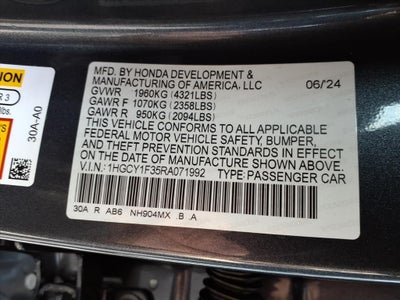 MFD. BY HONDA DEVELOPMENT &
MANUFACTURING OF AMERICA, LLC 06/24
GVWR 1960KG (4321LBS)
GAWR F 1070KG (2358LBS)
GAWR R 950KG (2094LBS)
THIS VEHICLE CONFORMS TO ALL APPLICABLE
FEDERAL MOTOR VEHICLE SAFETY, BUMPER,
AND THEFT PREVENTION STANDARDS IN EFFECT
ON THE DATE OF MANUFACTURE SHOWN ABOVE.
V.I.N.:1HGCY1F35RA071992 TYPE:PASSENGER CAR
30A R AB6 NH904MX B .A
30A-A0
R 3